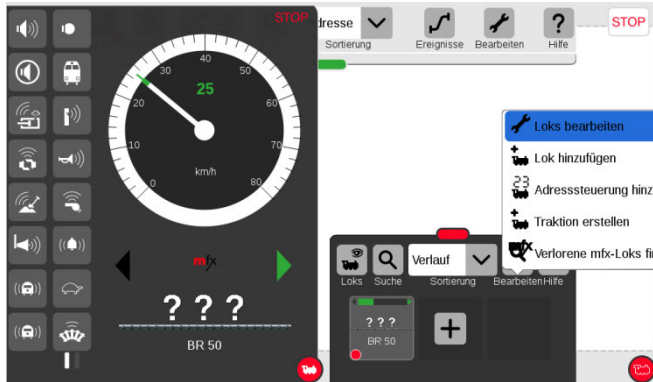 STOP
40
30
50
25
20
60
10
70
km/h
0
80
mfx
? ? ?
BR 50
dresse
Sortierung
Ereignisse
Bearbeiten
?
Hilfe
STOP
Loks bearbeiten
Lok hinzufügen
23
Adresssteuerung hinz
Traktion erstellen
mfx
Verlorene mfx-Loks fi
Loks
Suche
Verlauf
Sortierung
Bearbeiten
Hilfe
? ? ?
BR 50